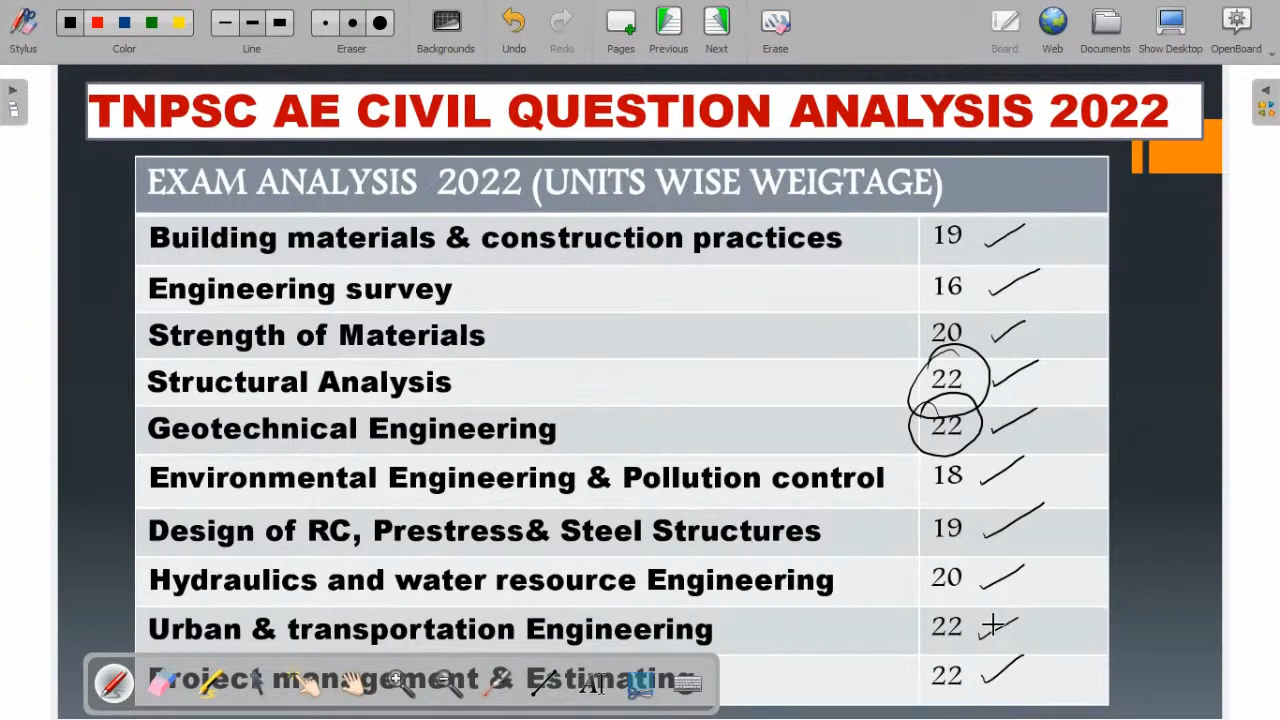 Stylus
Color
Line
Eraser
Backgrounds
Undo
Redo
Pages
Previous
Next
Erase
Board
Web
Documents
Show Desktop
OpenBoard
TNPSC AE CIVIL QUESTION ANALYSIS 2022
EXAM ANALYSIS 2022 (UNITS WISE WEIGTAGE)
Building materials & construction practices 19
Engineering survey 16
Strength of Materials 20
Structural Analysis 22
Geotechnical Engineering 22
Environmental Engineering & Pollution control 18
Design of RC, Prestress& Steel Structures 19
Hydraulics and water resource Engineering 20
Urban & transportation Engineering 22
Project management & Estimating 22